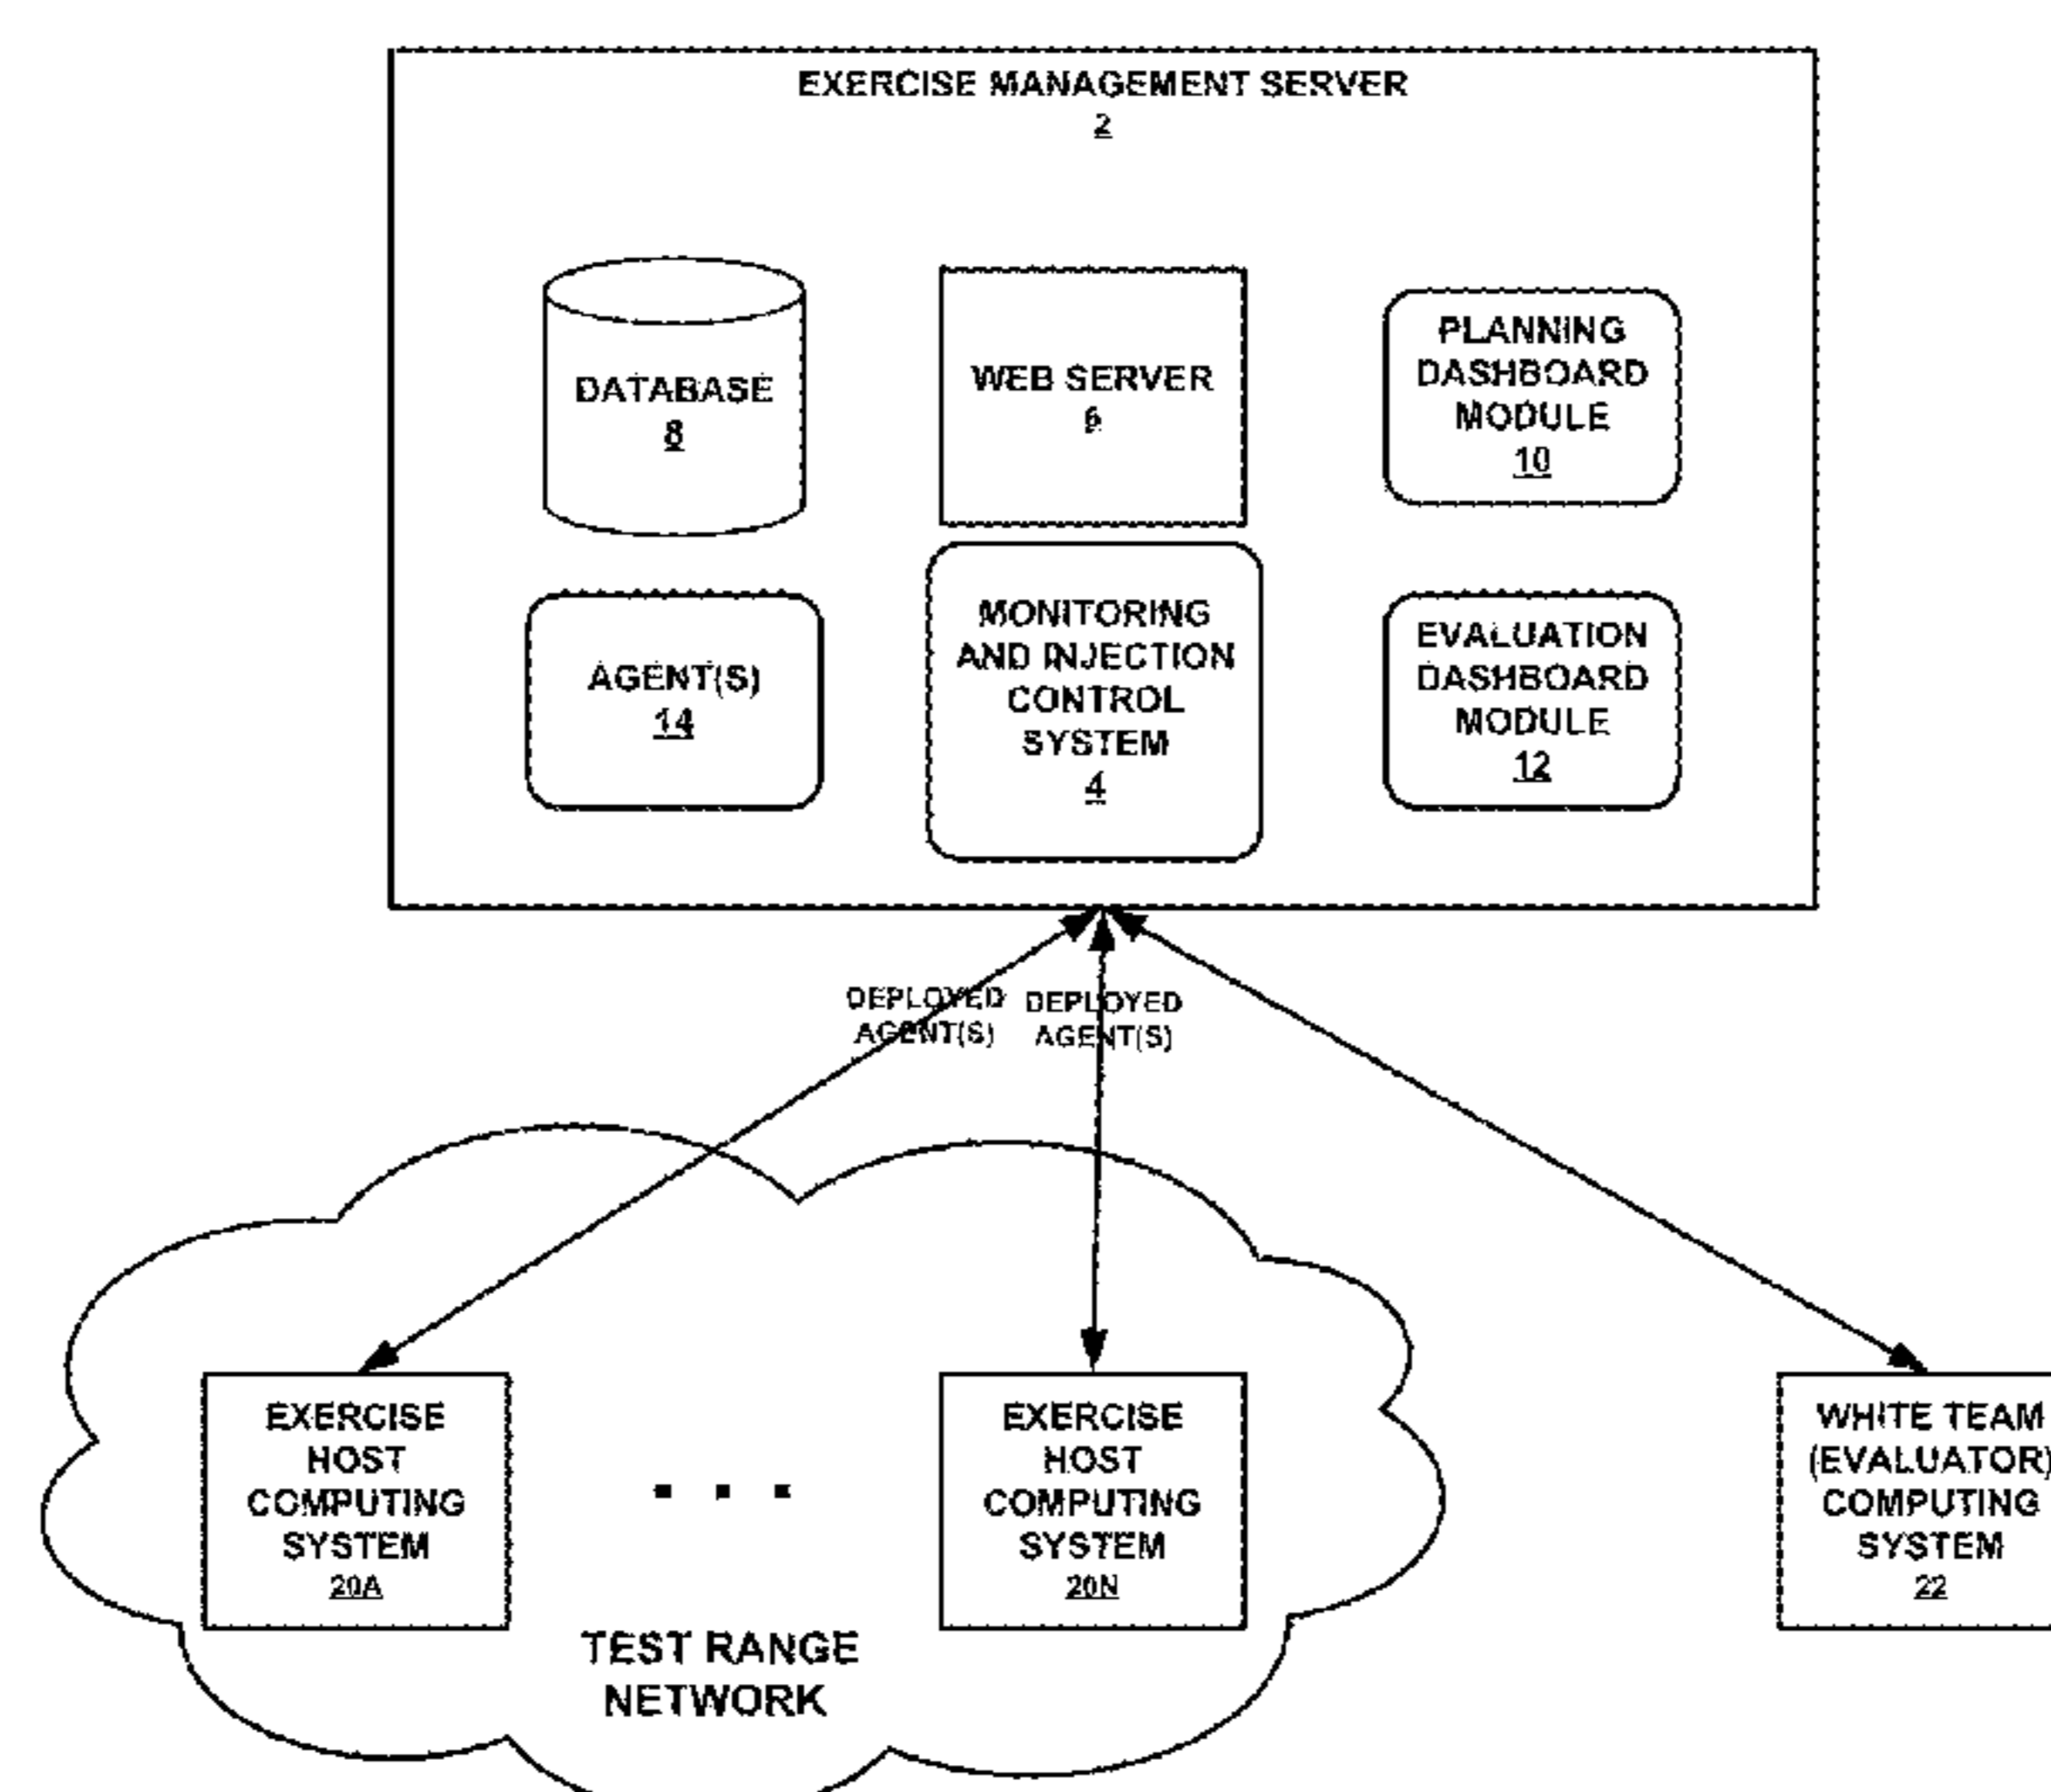 EXERCISE MANAGEMENT SERVER
2
DATABASE
8
WEB SERVER
6
PLANNING
DASHBOARD
MODULE
10
AGENT(S)
14
MONITORING
AND INJECTION
CONTROL
SYSTEM
4
EVALUATION
DASHBOARD
MODULE
12
DEPLOYED
AGENT(S)
DEPLOYED
AGENT(S)
EXERCISE
HOST
COMPUTING
SYSTEM
20A
. . .
EXERCISE
HOST
COMPUTING
SYSTEM
20N
WHITE TEAM
(EVALUATOR)
COMPUTING
SYSTEM
22
TEST RANGE
NETWORK